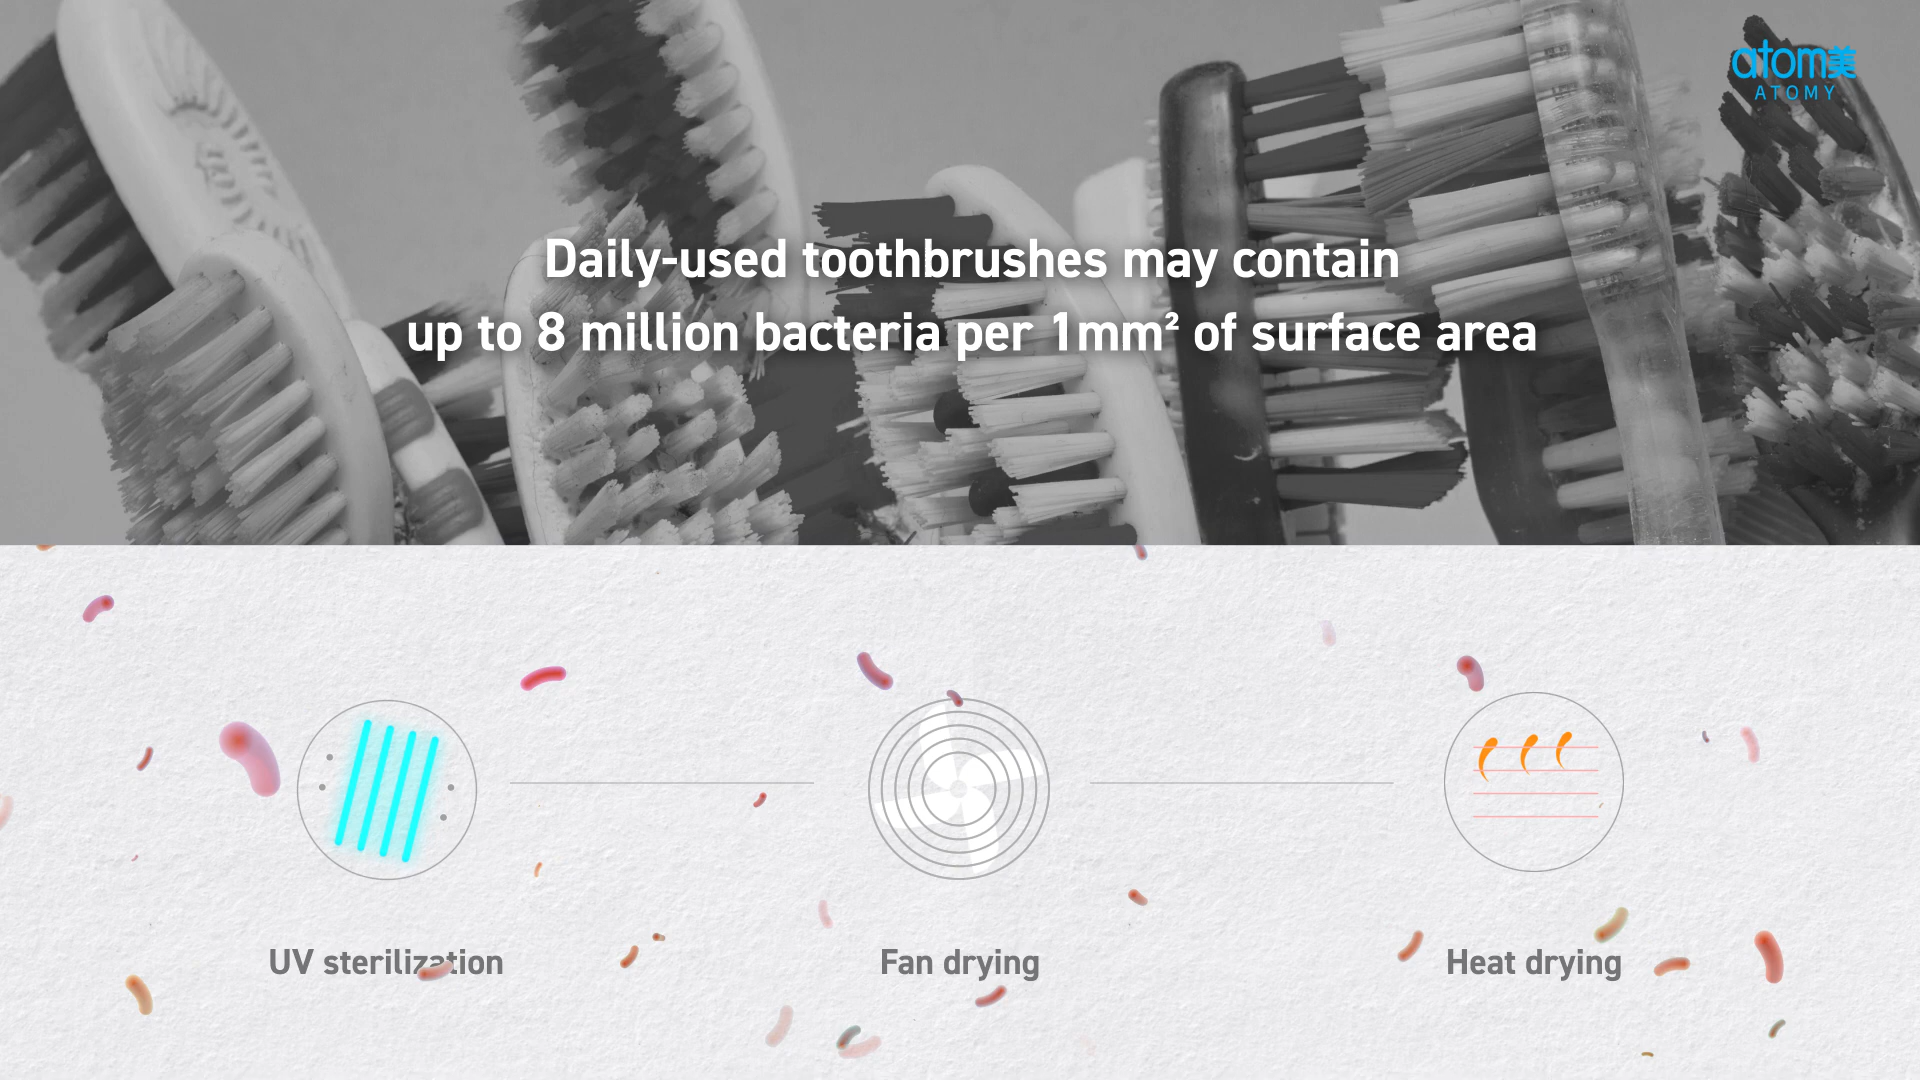 atom美
ATOMY
Daily-used toothbrushes may contain
up to 8 million bacteria per 1mm² of surface area
UV sterilization
Fan drying
Heat drying